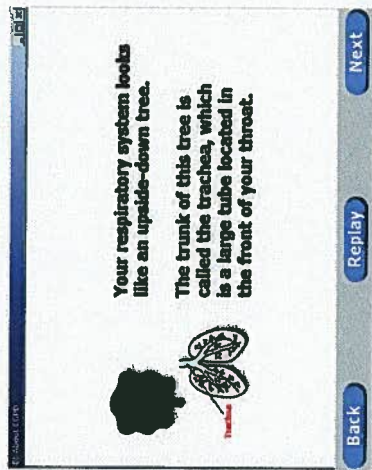 Your respiratory system looks
like an upside-down tree.
The trunk of this tree is
called the trachea, which
is a large tube located in
the front of your throat.
Trachea
Back
Replay
Next